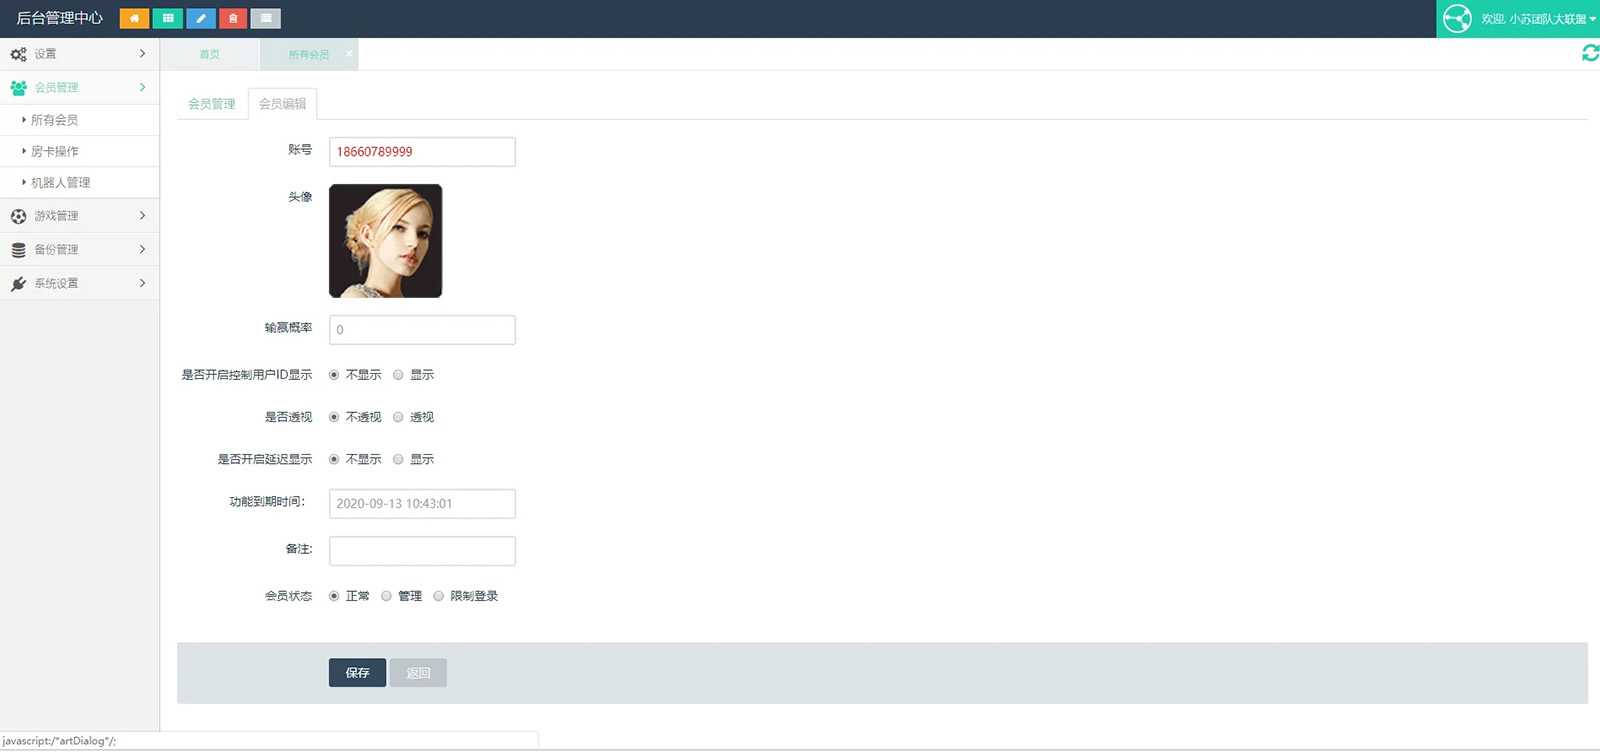 后台管理中心
欢迎, 小苏团队大联盟
设置
会员管理
所有会员
房卡操作
机器人管理
游戏管理
备份管理
系统设置
首页
所有会员 ×
会员管理 会员编辑
账号 18660789999
头像
输赢概率 0
是否开启控制用户ID显示 不显示 显示
是否透视 不透视 透视
是否开启延迟显示 不显示 显示
功能到期时间: 2020-09-13 10:43:01
备注:
会员状态 正常 管理 限制登录
保存 返回
javascript:/*artDialog*/;